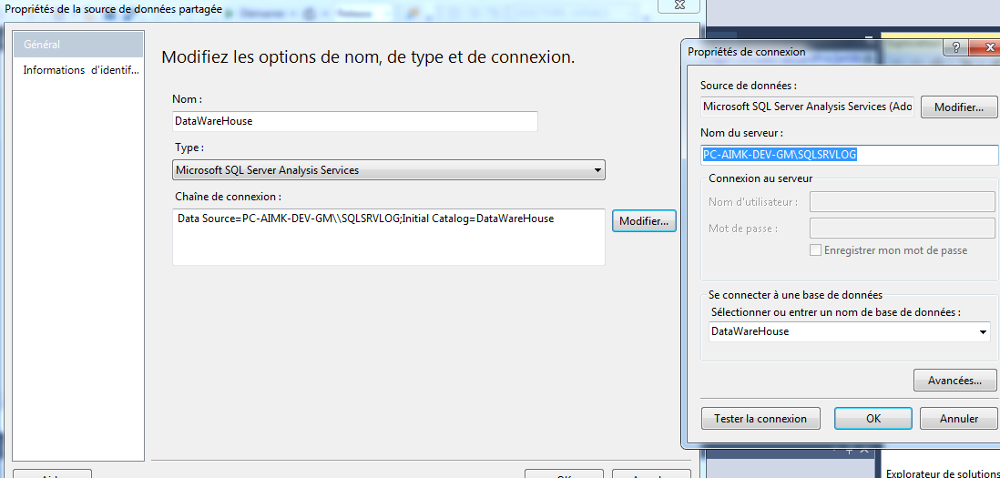 Propriétés de la source de données partagée
Général
Informations d'identif...
Modifiez les options de nom, de type et de connexion.
Nom :
DataWareHouse
Type :
Microsoft SQL Server Analysis Services
Chaîne de connexion :
Data Source=PC-AIMK-DEV-GM\\SQLSRVLOG;Initial Catalog=DataWareHouse
Modifier...
Propriétés de connexion
Source de données :
Microsoft SQL Server Analysis Services (Ado
Modifier...
Nom du serveur :
PC-AIMK-DEV-GM\SQLSRVLOG
Connexion au serveur
Nom d'utilisateur :
Mot de passe :
Enregistrer mon mot de passe
Se connecter à une base de données
Sélectionner ou entrer un nom de base de données :
DataWareHouse
Avancées...
Tester la connexion
OK
Annuler
Explorateur de solutions